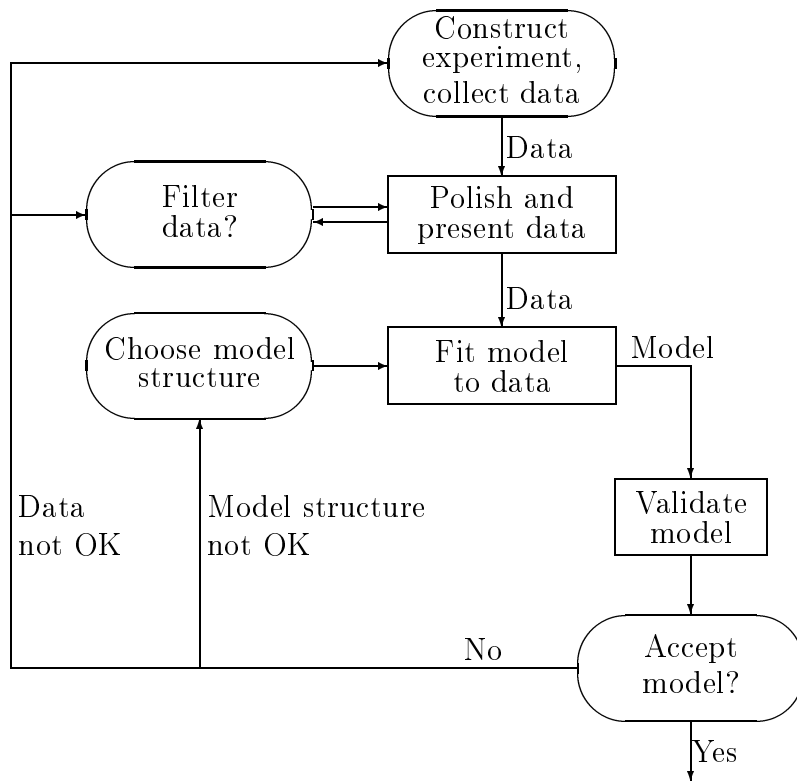 Construct
experiment,
collect data
Data
Filter
data?
Polish and
present data
Data
Choose model
structure
Fit model
to data
Model
Data
not OK
Model structure
not OK
Validate
model
No
Accept
model?
Yes